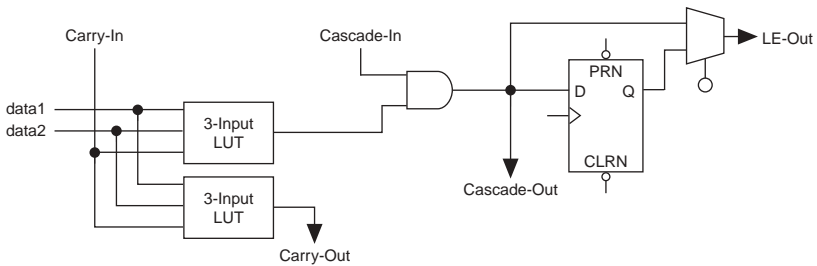 Carry-In
Cascade-In
LE-Out
PRN
data1
D
Q
data2
3-Input
LUT
CLRN
3-Input
LUT
Cascade-Out
Carry-Out